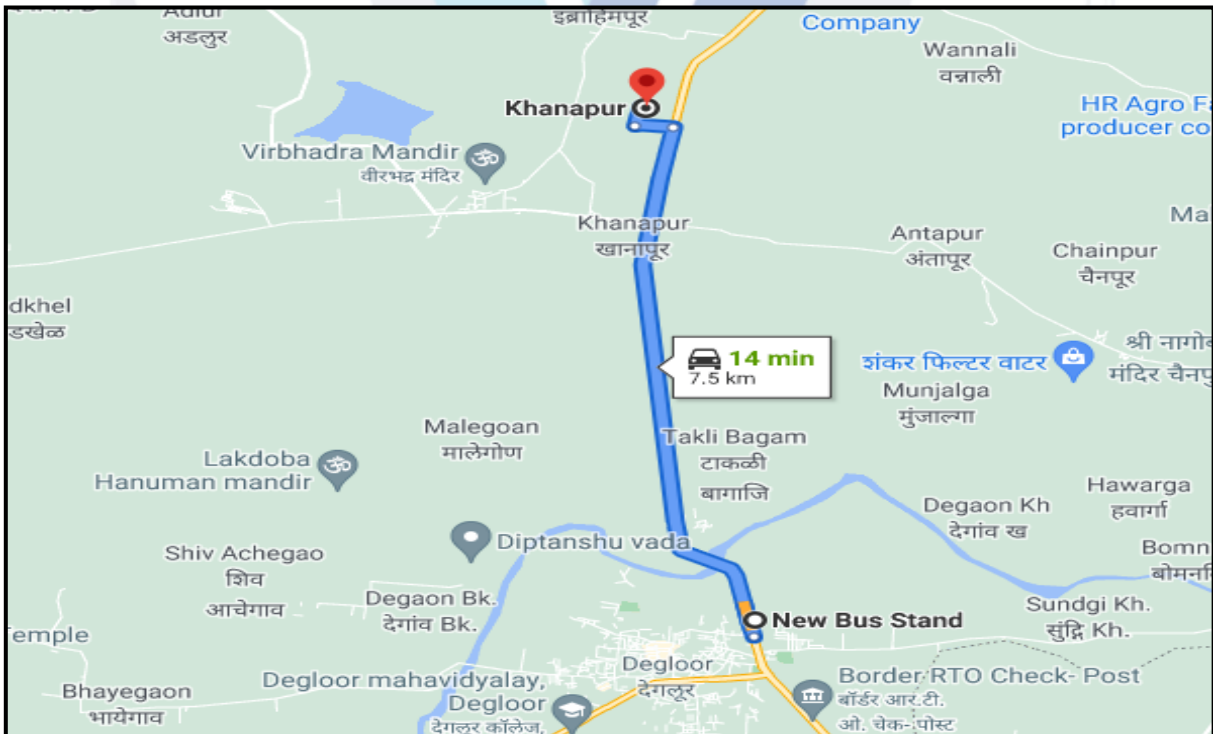 Adlur
अडलुर
इब्राहिमपूर
Company
Wannali
वन्नाली
Khanapur
HR Agro Fa
producer co
Virbhadra Mandir
वीरभद्र मंदिर
Khanapur
खानापूर
Antapur
अंतापूर
Ma
Chainpur
चैनपूर
dkhel
डखेळ
14 min
7.5 km
शंकर फिल्टर वाटर
श्री नागोब
मंदिर चैनपु
Munjalga
मुंजाल्गा
Malegoan
मालेगोण
Takli Bagam
टाकळी
बागाजि
Lakdoba
Hanuman mandir
Degaon Kh
देगांव ख
Hawarga
हवार्गा
Diptanshu vada
Shiv Achegao
शिव
आचेगाव
Bomn
बोमनि
Degaon Bk.
देगांव Bk.
New Bus Stand
Sundgi Kh.
सुंद्गि Kh.
Temple
Degloor
देगलूर
Bhayegaon
भायेगाव
Degloor mahavidyalay,
Degloor
देगलूर कॉलेज,
Border RTO Check- Post
बॉर्डर आर.टी.
ओ. चेक-पोस्ट